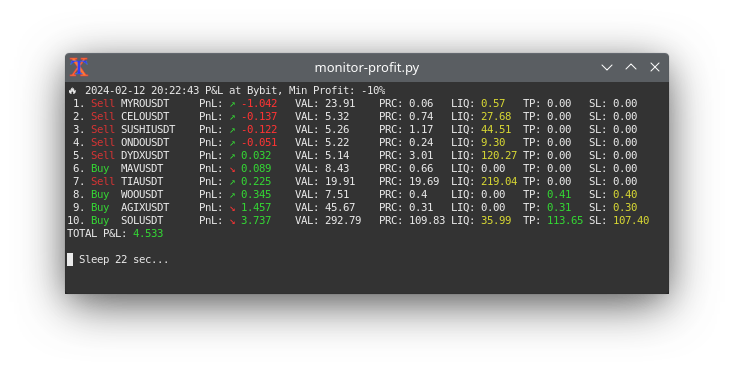 monitor-profit.py
🔥 2024-02-12 20:22:43 P&L at Bybit, Min Profit: -10%
1. Sell MYROUSDT PnL: ↗ -1.042 VAL: 23.91 PRC: 0.06 LIQ: 0.57 TP: 0.00 SL: 0.00
2. Sell CELOUSDT PnL: ↗ -0.137 VAL: 5.32 PRC: 0.74 LIQ: 27.68 TP: 0.00 SL: 0.00
3. Sell SUSHIUSDT PnL: ↗ -0.122 VAL: 5.26 PRC: 1.17 LIQ: 44.51 TP: 0.00 SL: 0.00
4. Sell ONDOUSDT PnL: ↗ -0.051 VAL: 5.22 PRC: 0.24 LIQ: 9.30 TP: 0.00 SL: 0.00
5. Sell DYDXUSDT PnL: ↗ 0.032 VAL: 5.14 PRC: 3.01 LIQ: 120.27 TP: 0.00 SL: 0.00
6. Buy MAVUSDT PnL: ↘ 0.089 VAL: 8.43 PRC: 0.66 LIQ: 0.00 TP: 0.00 SL: 0.00
7. Sell TIAUSDT PnL: ↗ 0.225 VAL: 19.91 PRC: 19.69 LIQ: 219.04 TP: 0.00 SL: 0.00
8. Buy WOOUSDT PnL: ↗ 0.345 VAL: 7.51 PRC: 0.4 LIQ: 0.00 TP: 0.41 SL: 0.40
9. Buy AGIXUSDT PnL: ↘ 1.457 VAL: 45.67 PRC: 0.31 LIQ: 0.00 TP: 0.31 SL: 0.30
10. Buy SOLUSDT PnL: ↘ 3.737 VAL: 292.79 PRC: 109.83 LIQ: 35.99 TP: 113.65 SL: 107.40
TOTAL P&L: 4.533
Sleep 22 sec...